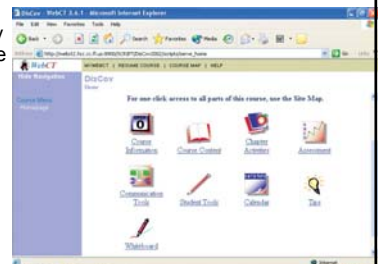 DisCov - WebCT 3.6.1 - Microsoft Internet Explorer
File Edit View Favorites Tools Help
Back Search Favorites Media
WebCT
MYWEBCT | RESUME COURSE | COURSE MAP | HELP
Hide Navigation
DisCov
Home
Course Menu
Homepage
For one click access to all parts of this course, use the Site Map.
Course Information
Course Content
Chapter Activities
Assessment
Communication Tools
Student Tools
Calendar
Tips
Whiteboard
Internet